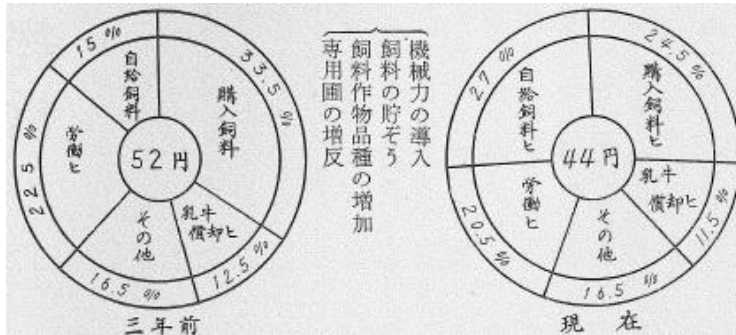 15%
33.5%
22.5%
16.5%
12.5%
自給飼料
購入飼料
労働ヒ
52円
その他
乳牛
償却ヒ
三年前
機械力の導入
飼料の貯ぞう
飼料作物品種の増加
専用圃の増反
27%
24.5%
20.5%
16.5%
11.5%
自給飼料ヒ
購入飼料ヒ
労働ヒ
44円
その他
乳牛
償却ヒ
現在